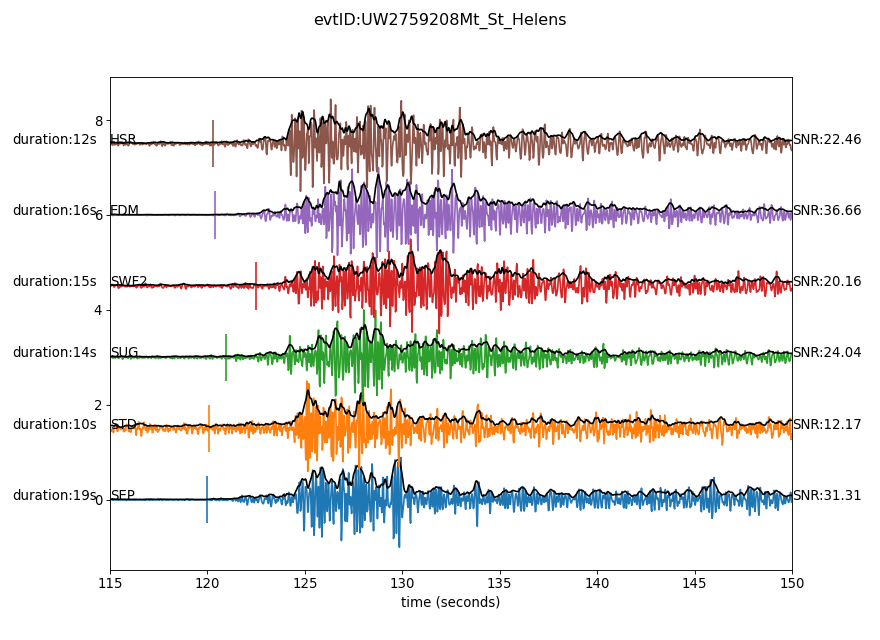 evtID:UW2759208Mt_St_Helens
8
duration:12s HSR SNR:22.46
duration:16s EDM SNR:36.66
6
duration:15s SWF2 SNR:20.16
4
duration:14s SUG SNR:24.04
2
duration:10s STD SNR:12.17
duration:19s SEP SNR:31.31
0
115 120 125 130 135 140 145 150
time (seconds)